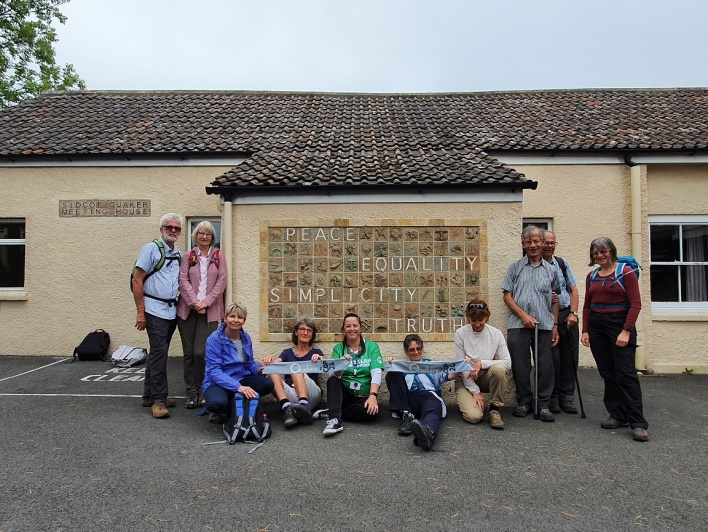 SIDCOT QUAKER
MEETING HOUSE
PEACE
EQUALITY
SIMPLICITY
TRUTH